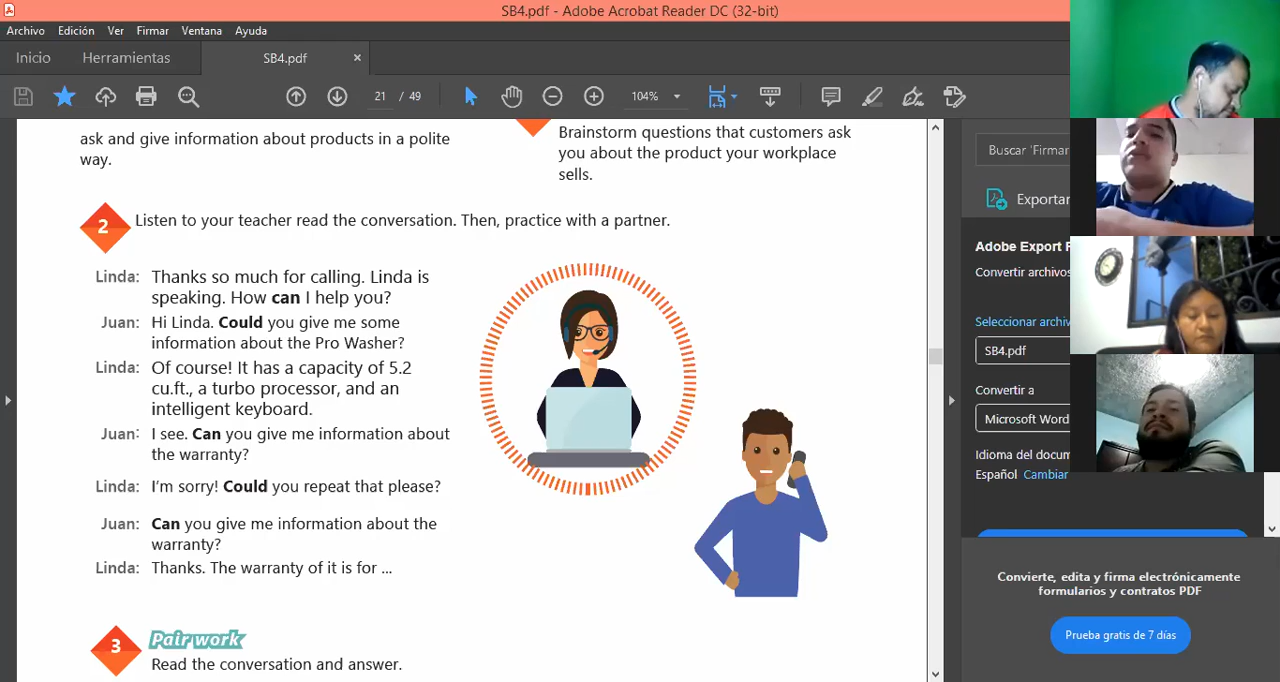 SB4.pdf - Adobe Acrobat Reader DC (32-bit)
Archivo Edición Ver Firmar Ventana Ayuda
Inicio Herramientas SB4.pdf ×
21 / 49 104%
ask and give information about products in a polite
way.
Brainstorm questions that customers ask
you about the product your workplace
sells.
2 Listen to your teacher read the conversation. Then, practice with a partner.
Linda: Thanks so much for calling. Linda is
speaking. How can I help you?
Juan: Hi Linda. Could you give me some
information about the Pro Washer?
Linda: Of course! It has a capacity of 5.2
cu.ft., a turbo processor, and an
intelligent keyboard.
Juan: I see. Can you give me information about
the warranty?
Linda: I'm sorry! Could you repeat that please?
Juan: Can you give me information about the
warranty?
Linda: Thanks. The warranty of it is for ...
3 Pair work
Read the conversation and answer.
Buscar 'Firmar
Exportar
Adobe Export
Convertir archivos
Seleccionar archi
SB4.pdf
Convertir a
Microsoft Word
Idioma del docum
Español Cambiar
Convierte, edita y firma electrónicamente
formularios y contratos PDF
Prueba gratis de 7 días